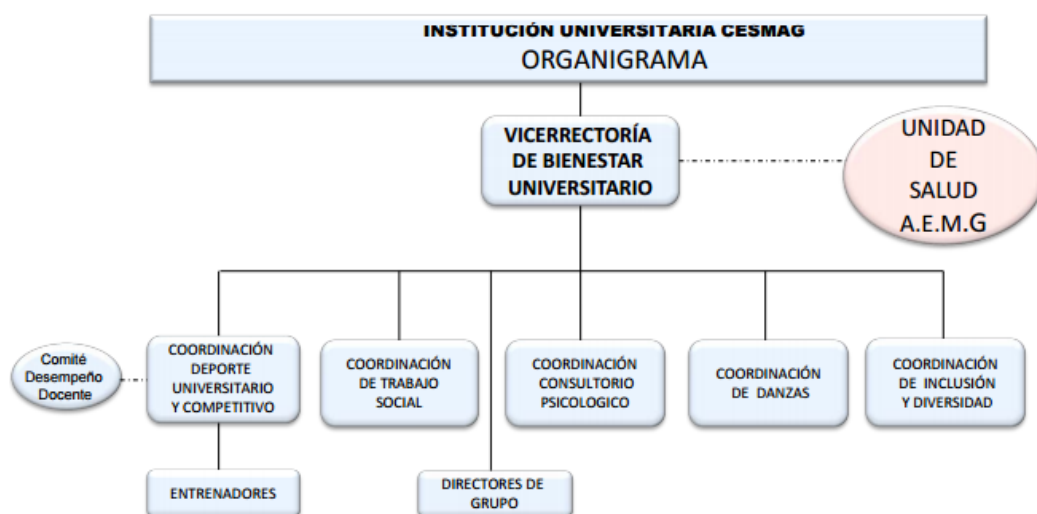 INSTITUCIÓN UNIVERSITARIA CESMAG
ORGANIGRAMA
VICERRECTORÍA
DE BIENESTAR
UNIVERSITARIO
UNIDAD
DE
SALUD
A.E.M.G
Comité
Desempeño
Docente
COORDINACIÓN
DEPORTE
UNIVERSITARIO
Y COMPETITIVO
COORDINACIÓN
DE TRABAJO
SOCIAL
COORDINACIÓN
CONSULTORIO
PSICOLOGICO
COORDINACIÓN
DE DANZAS
COORDINACIÓN
DE INCLUSIÓN
Y DIVERSIDAD
ENTRENADORES
DIRECTORES DE
GRUPO